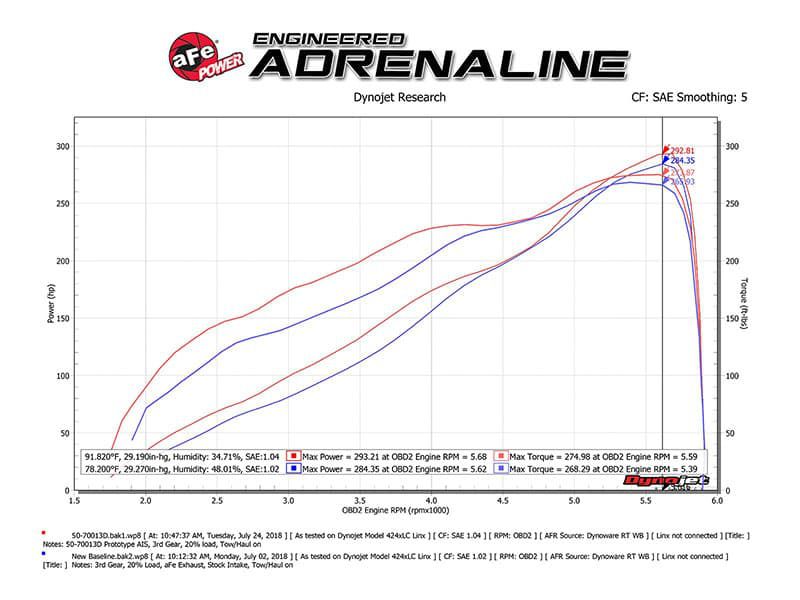 aFe POWER
ENGINEERED
ADRENALINE
Dynojet Research
CF: SAE Smoothing: 5
300
250
200
150
100
50
0
Power (hp)
292.81
284.35
300
250
200
150
100
50
0
Torque (ft-lbs)
91.820°F, 29.190in-hg, Humidity: 34.71%, SAE:1.04 Max Power = 293.21 at OBD2 Engine RPM = 5.68 Max Torque = 274.98 at OBD2 Engine RPM = 5.59
78.200°F, 29.270in-hg, Humidity: 48.01%, SAE:1.02 Max Power = 284.35 at OBD2 Engine RPM = 5.62 Max Torque = 268.29 at OBD2 Engine RPM = 5.39
Dynojet
1.5 2.0 2.5 3.0 3.5 4.0 4.5 5.0 5.5 6.0
OBD2 Engine RPM (rpmx1000)
50-70013D.bak1.wp8 [ At: 10:47:37 AM, Tuesday, July 24, 2018 ] [ As tested on Dynojet Model 424xLC Linx ] [ CF: SAE 1.04 ] [ RPM: OBD2 ] [ AFR Source: Dynoware RT WB ] [ Linx not connected ] [Title: ]
Notes: 50-70013D Prototype AIS, 3rd Gear, 20% load, Tow/Haul on
New Baseline.bak2.wp8 [ At: 10:12:32 AM, Monday, July 02, 2018 ] [ As tested on Dynojet Model 424xLC Linx ] [ CF: SAE 1.02 ] [ RPM: OBD2 ] [ AFR Source: Dynoware RT WB ] [ Linx not connected ]
[Title: ] Notes: 3rd Gear, 20% Load, aFe Exhaust, Stock Intake, Tow/Haul on